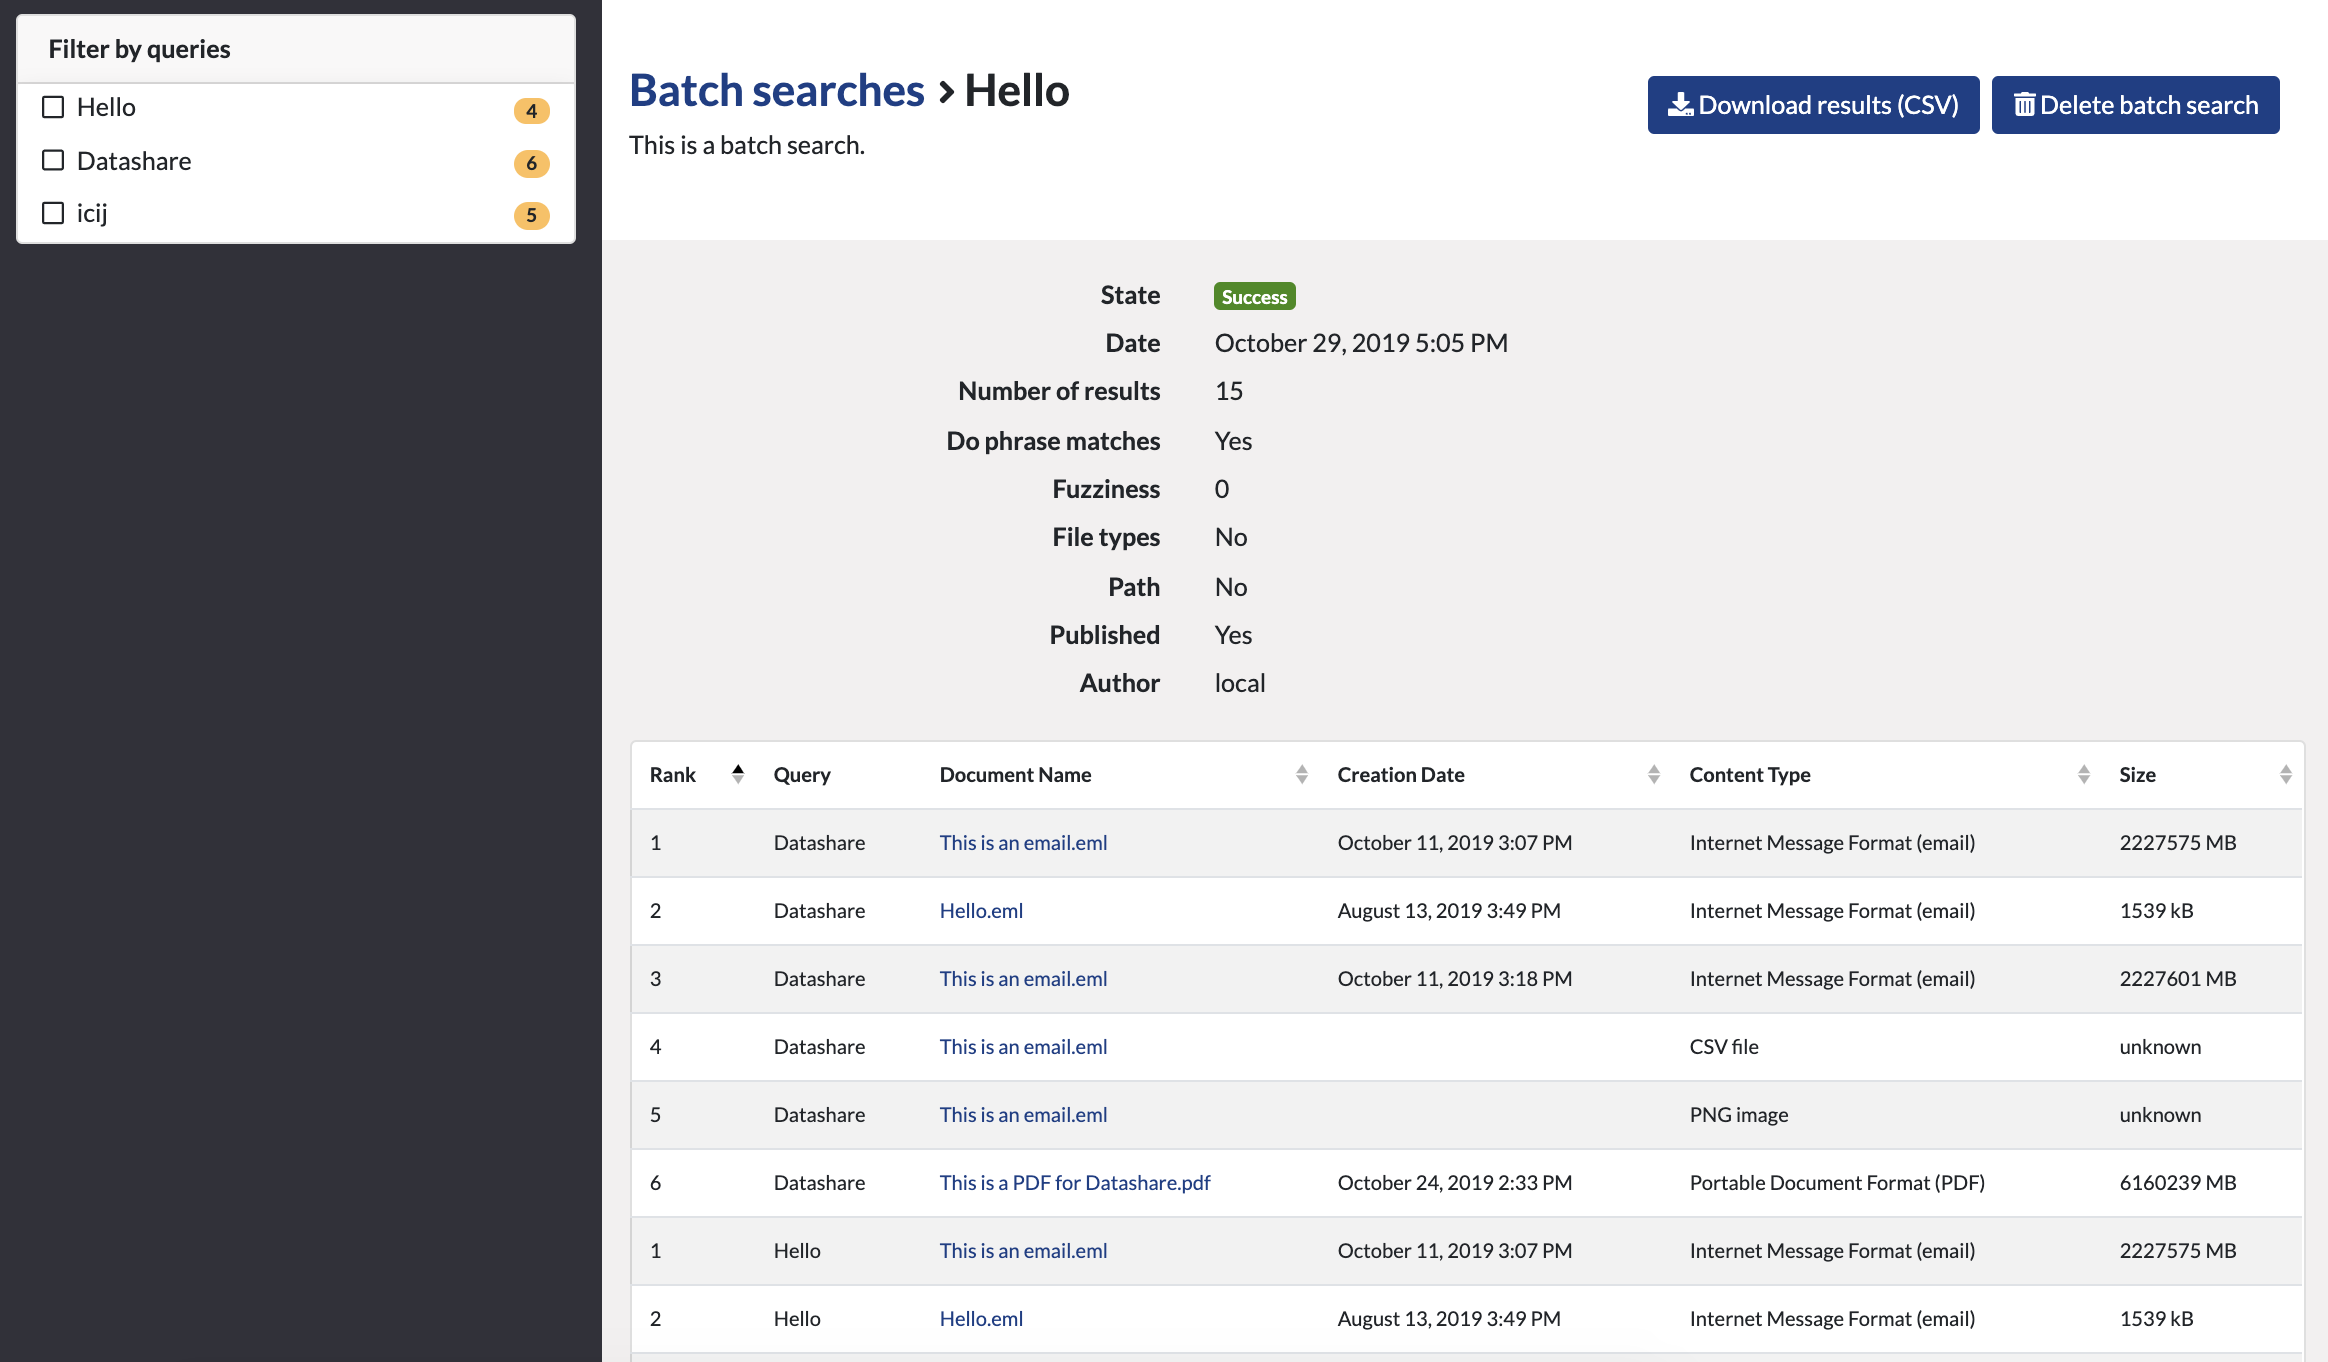 Filter by queries
Hello 4
Datashare 6
icij 5
Batch searches › Hello
This is a batch search.
Download results (CSV)
Delete batch search
State Success
Date October 29, 2019 5:05 PM
Number of results 15
Do phrase matches Yes
Fuzziness 0
File types No
Path No
Published Yes
Author local
Rank Query Document Name Creation Date Content Type Size
1 Datashare This is an email.eml October 11, 2019 3:07 PM Internet Message Format (email) 2227575 MB
2 Datashare Hello.eml August 13, 2019 3:49 PM Internet Message Format (email) 1539 kB
3 Datashare This is an email.eml October 11, 2019 3:18 PM Internet Message Format (email) 2227601 MB
4 Datashare This is an email.eml CSV file unknown
5 Datashare This is an email.eml PNG image unknown
6 Datashare This is a PDF for Datashare.pdf October 24, 2019 2:33 PM Portable Document Format (PDF) 6160239 MB
1 Hello This is an email.eml October 11, 2019 3:07 PM Internet Message Format (email) 2227575 MB
2 Hello Hello.eml August 13, 2019 3:49 PM Internet Message Format (email) 1539 kB